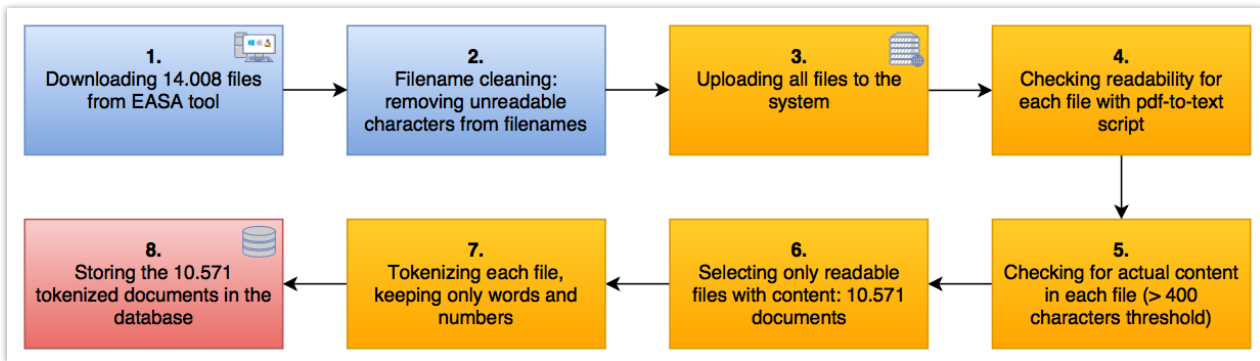 1.
Downloading 14.008 files
from EASA tool
2.
Filename cleaning:
removing unreadable
characters from filenames
3.
Uploading all files to the
system
4.
Checking readability for
each file with pdf-to-text
script
5.
Checking for actual content
in each file (> 400
characters threshold)
6.
Selecting only readable
files with content: 10.571
documents
7.
Tokenizing each file,
keeping only words and
numbers
8.
Storing the 10.571
tokenized documents in the
database